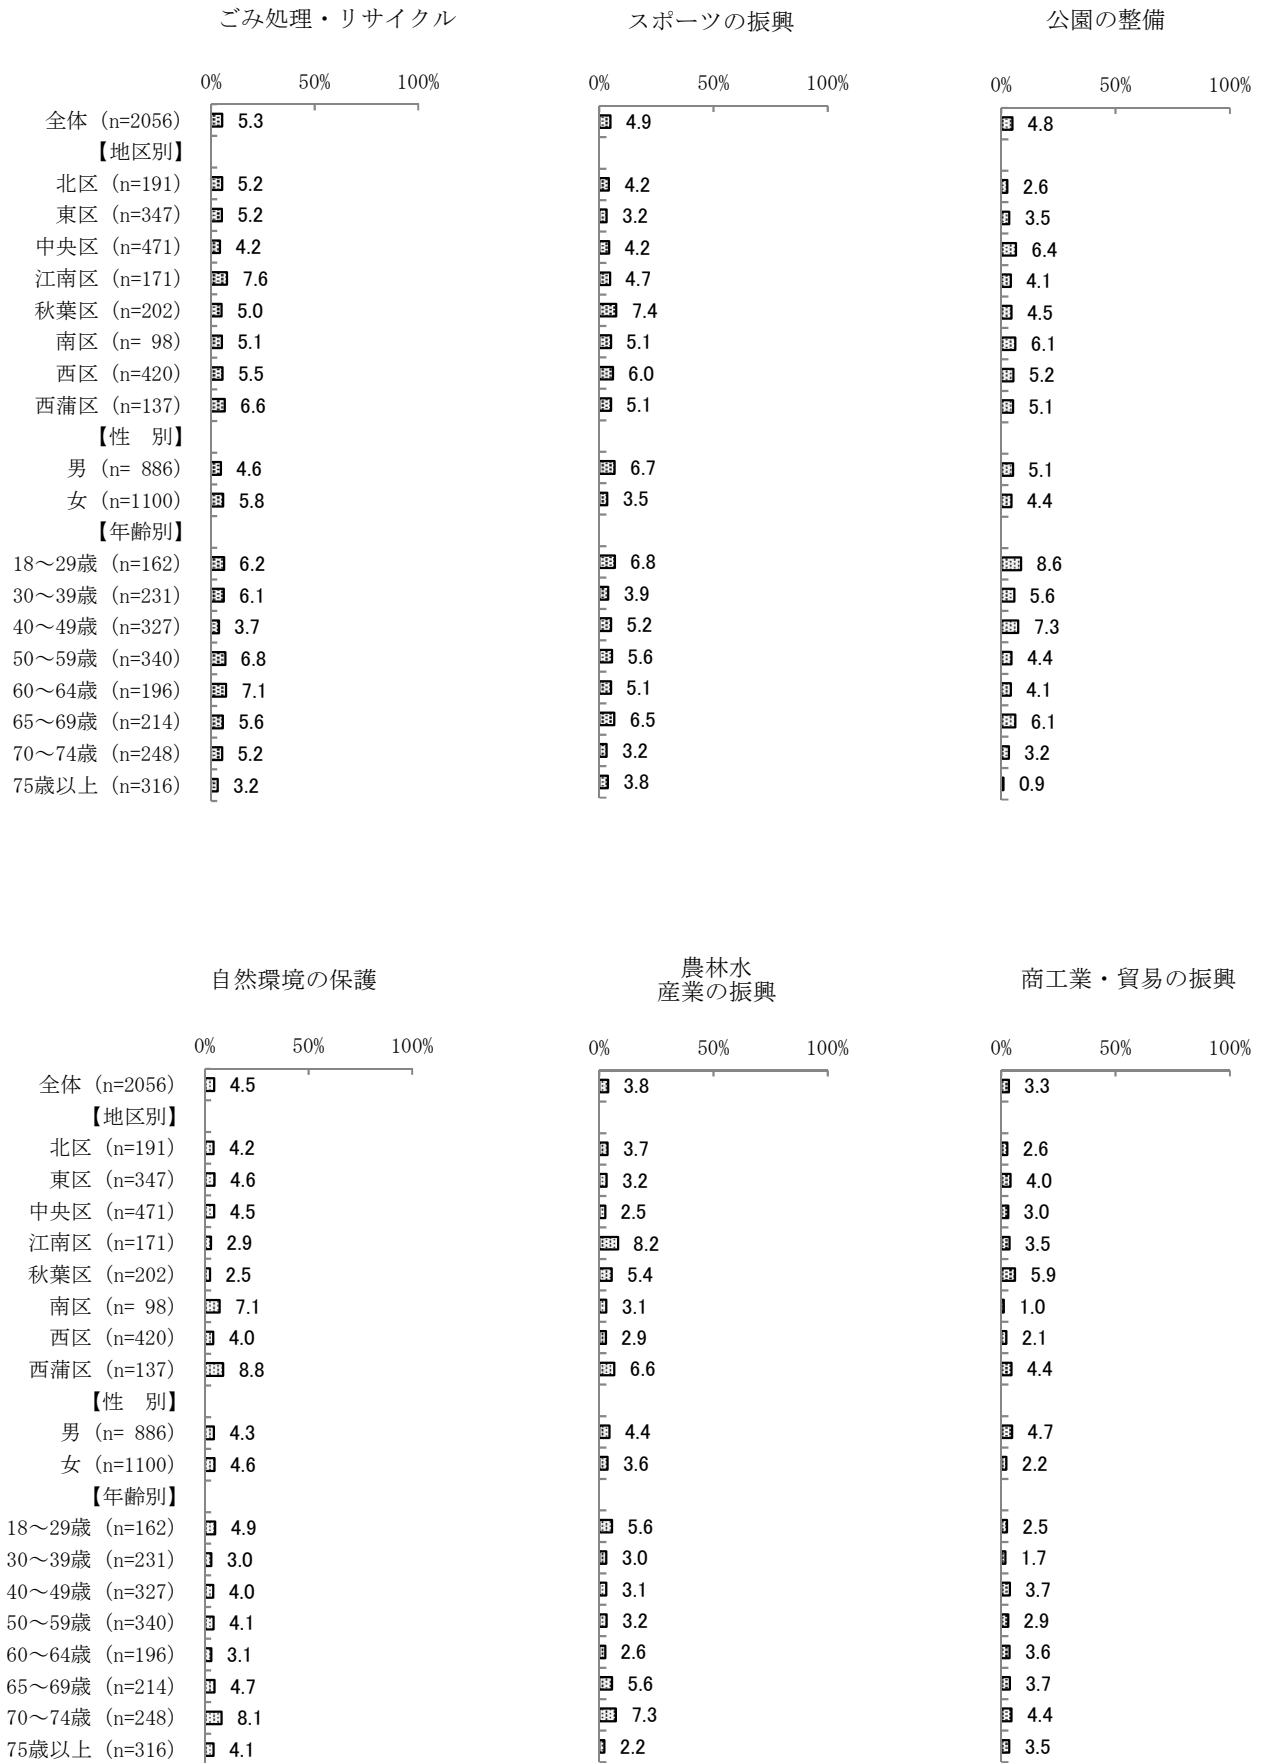 ごみ処理・リサイクル
0% 50% 100%
全体 (n=2056) 5.3
【地区別】
北区 (n=191) 5.2
東区 (n=347) 5.2
中央区 (n=471) 4.2
江南区 (n=171) 7.6
秋葉区 (n=202) 5.0
南区 (n= 98) 5.1
西区 (n=420) 5.5
西蒲区 (n=137) 6.6
【性　別】
男 (n= 886) 4.6
女 (n=1100) 5.8
【年齢別】
18～29歳 (n=162) 6.2
30～39歳 (n=231) 6.1
40～49歳 (n=327) 3.7
50～59歳 (n=340) 6.8
60～64歳 (n=196) 7.1
65～69歳 (n=214) 5.6
70～74歳 (n=248) 5.2
75歳以上 (n=316) 3.2
スポーツの振興
0% 50% 100%
4.9
4.2
3.2
4.2
4.7
7.4
5.1
6.0
5.1
6.7
3.5
6.8
3.9
5.2
5.6
5.1
6.5
3.2
3.8
公園の整備
0% 50% 100%
4.8
2.6
3.5
6.4
4.1
4.5
6.1
5.2
5.1
5.1
4.4
8.6
5.6
7.3
4.4
4.1
6.1
3.2
0.9
自然環境の保護
0% 50% 100%
全体 (n=2056) 4.5
【地区別】
北区 (n=191) 4.2
東区 (n=347) 4.6
中央区 (n=471) 4.5
江南区 (n=171) 2.9
秋葉区 (n=202) 2.5
南区 (n= 98) 7.1
西区 (n=420) 4.0
西蒲区 (n=137) 8.8
【性　別】
男 (n= 886) 4.3
女 (n=1100) 4.6
【年齢別】
18～29歳 (n=162) 4.9
30～39歳 (n=231) 3.0
40～49歳 (n=327) 4.0
50～59歳 (n=340) 4.1
60～64歳 (n=196) 3.1
65～69歳 (n=214) 4.7
70～74歳 (n=248) 8.1
75歳以上 (n=316) 4.1
農林水
産業の振興
0% 50% 100%
3.8
3.7
3.2
2.5
8.2
5.4
3.1
2.9
6.6
4.4
3.6
5.6
3.0
3.1
3.2
2.6
5.6
7.3
2.2
商工業・貿易の振興
0% 50% 100%
3.3
2.6
4.0
3.0
3.5
5.9
1.0
2.1
4.4
4.7
2.2
2.5
1.7
3.7
2.9
3.6
3.7
4.4
3.5